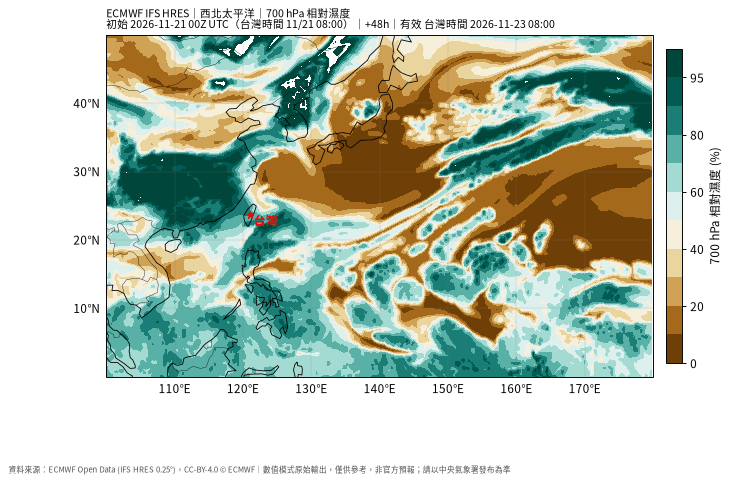 ECMWF IFS HRES｜西北太平洋｜700 hPa 相對濕度
初始 2026-11-21 00Z UTC（台灣時間 11/21 08:00）｜+48h｜有效 台灣時間 2026-11-23 08:00
40°N
30°N
20°N
10°N
台灣
110°E 120°E 130°E 140°E 150°E 160°E 170°E
95
80
60
40
20
0
700 hPa 相對濕度 (%)
資料來源：ECMWF Open Data (IFS HRES 0.25°)，CC-BY-4.0 © ECMWF｜數值模式原始輸出，僅供參考，非官方預報；請以中央氣象署發布為準